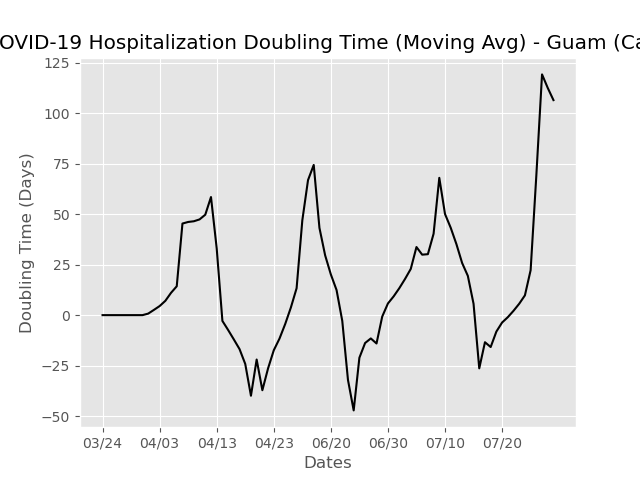 OVID-19 Hospitalization Doubling Time (Moving Avg) - Guam (Ca
125
100
75
50
25
0
−25
−50
Doubling Time (Days)
03/24 04/03 04/13 04/23 06/20 06/30 07/10 07/20
Dates